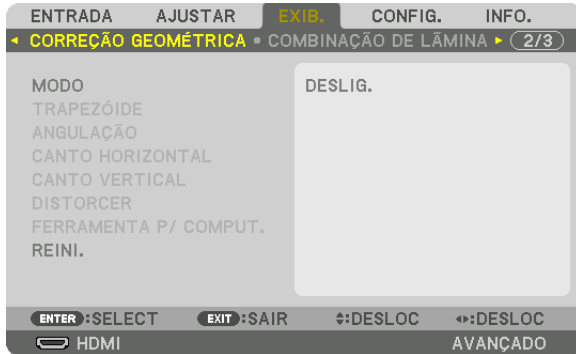 ENTRADA AJUSTAR EXIB. CONFIG. INFO.
CORREÇÃO GEOMÉTRICA • COMBINAÇÃO DE LÃMINA 2/3
MODO DESLIG.
TRAPEZÓIDE
ANGULAÇÃO
CANTO HORIZONTAL
CANTO VERTICAL
DISTORCER
FERRAMENTA P/ COMPUT.
REINI.
ENTER :SELECT EXIT :SAIR :DESLOC :DESLOC
HDMI AVANÇADO